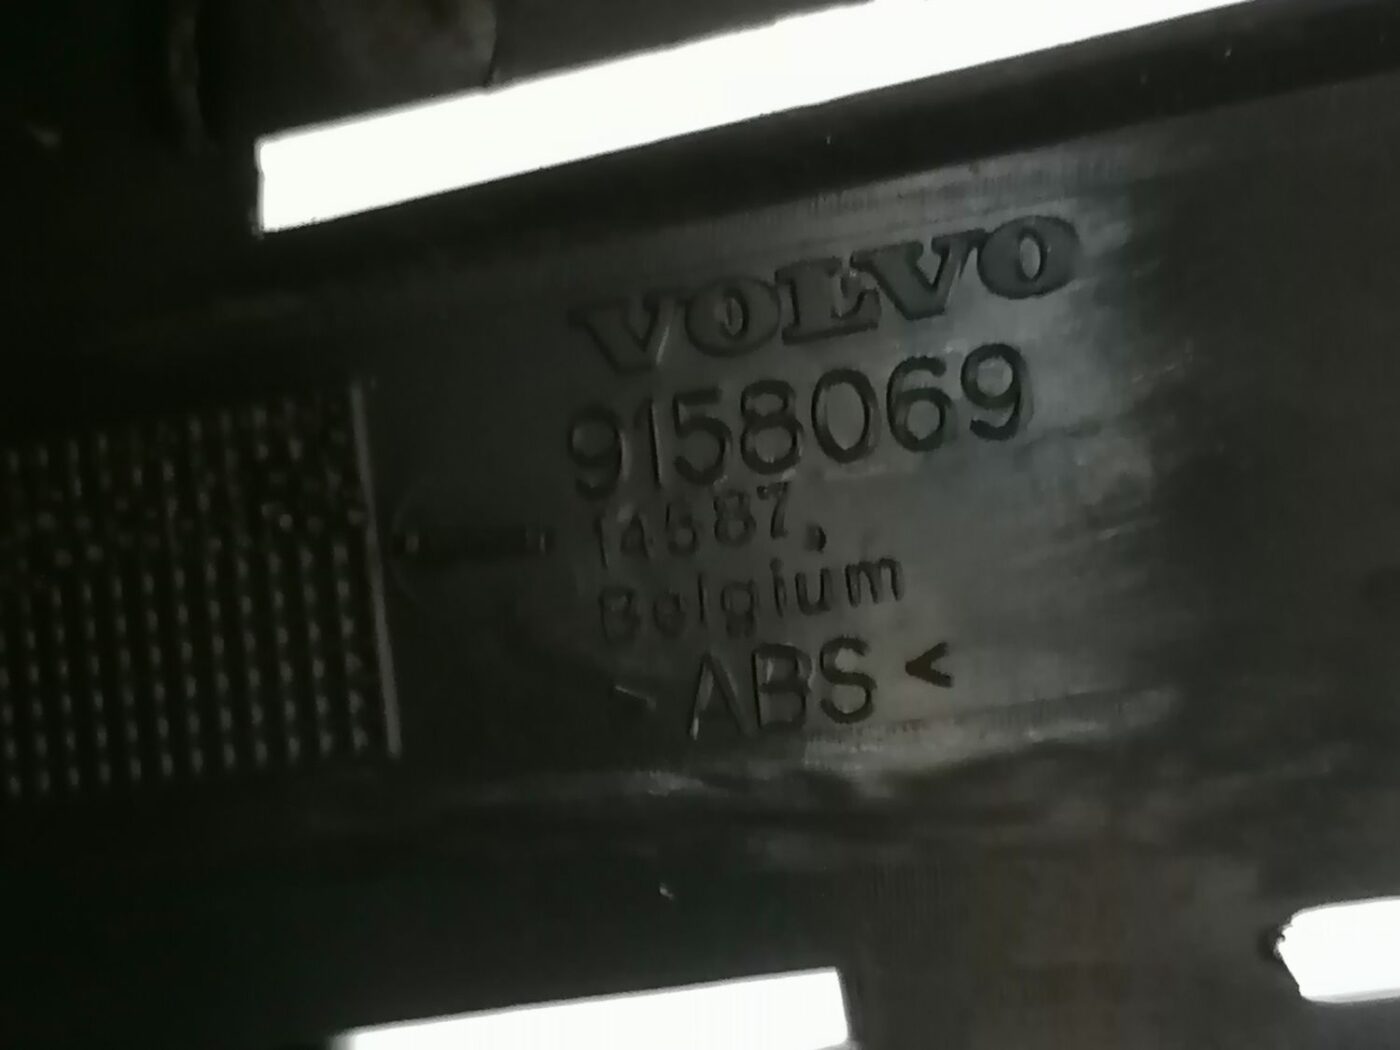 VOLVO
9158069
14587,
Belgium
> ABS <